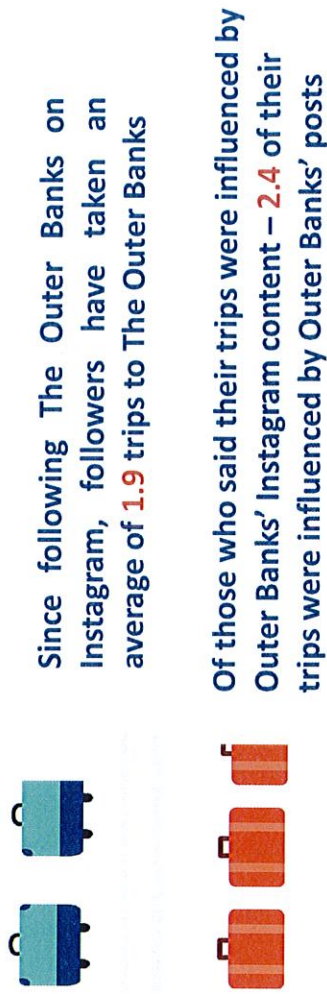 Since following The Outer Banks on
Instagram, followers have taken an
average of 1.9 trips to The Outer Banks
Of those who said their trips were influenced by
Outer Banks’ Instagram content – 2.4 of their
trips were influenced by Outer Banks’ posts